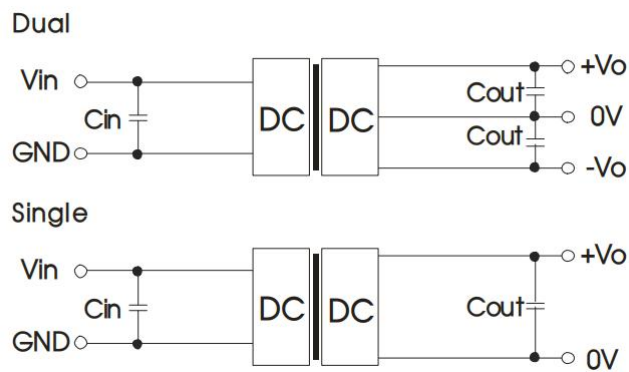 Dual
Vin
Cin
GND
DC DC
Cout
Cout
+Vo
0V
-Vo
Single
Vin
Cin
GND
DC DC
Cout
+Vo
0V